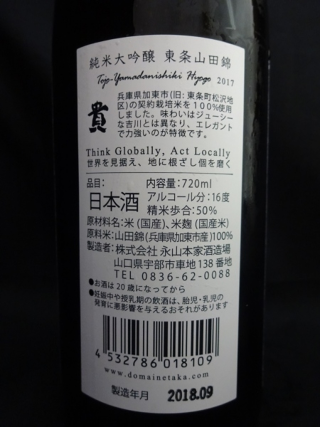 純米大吟醸 東条山田錦
Tojo-Yamadanishiki Hyogo 2017
貴
兵庫県加東市(旧:東条町松沢地
区)の契約栽培米を100%使用
しました。味わいはジューシー
な吉川とは異なり、エレガント
で力強いのが特徴です。
Think Globally, Act Locally
世界を見据え、地に根ざし個を磨く
品目:
日本酒
内容量:720ml
アルコール分:16度
精米歩合:50%
原材料名:米(国産)、米麹(国産米)
原料米:山田錦(兵庫県加東市産)100%
製造者:株式会社 永山本家酒造場
山口県宇部市車地138番地
TEL 0836-62-0088
●お酒は20歳になってから
●妊娠中や授乳期の飲酒は、胎児・乳児の
発育に悪影響を与えるおそれがあります
4 532786 018109
www.domainetaka.com
製造年月 2018.09